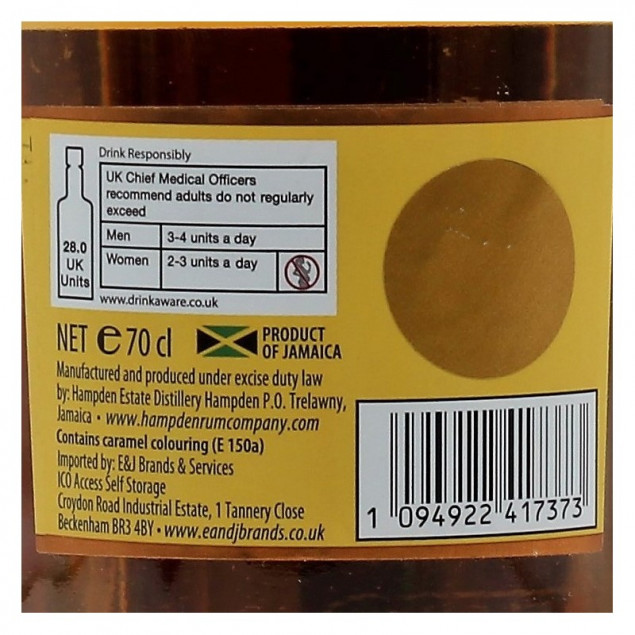 Drink Responsibly
UK Chief Medical Officers
recommend adults do not regularly
exceed
Men 3-4 units a day
Women 2-3 units a day
28.0
UK
Units
www.drinkaware.co.uk
NET e 70 cl
PRODUCT
OF JAMAICA
Manufactured and produced under excise duty law
by: Hampden Estate Distillery Hampden P.O. Trelawny,
Jamaica • www.hampdenrumcompany.com
Contains caramel colouring (E 150a)
Imported by: E&J Brands & Services
ICO Access Self Storage
Croydon Road Industrial Estate, 1 Tannery Close
Beckenham BR3 4BY • www.eandjbrands.co.uk
1 094922 417373